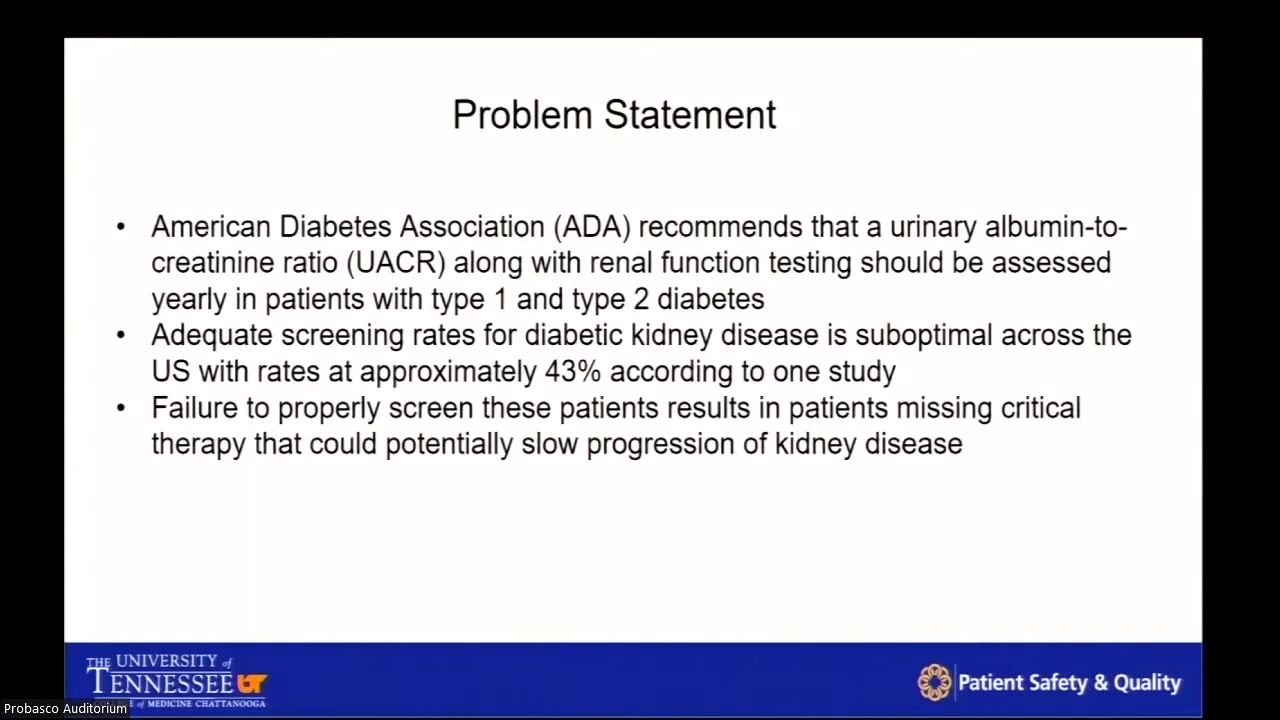 Problem Statement
• American Diabetes Association (ADA) recommends that a urinary albumin-to-
creatinine ratio (UACR) along with renal function testing should be assessed
yearly in patients with type 1 and type 2 diabetes
• Adequate screening rates for diabetic kidney disease is suboptimal across the
US with rates at approximately 43% according to one study
• Failure to properly screen these patients results in patients missing critical
therapy that could potentially slow progression of kidney disease
THE UNIVERSITY of
TENNESSEE UT
of MEDICINE CHATTANOOGA
Patient Safety & Quality
Probasco Auditorium